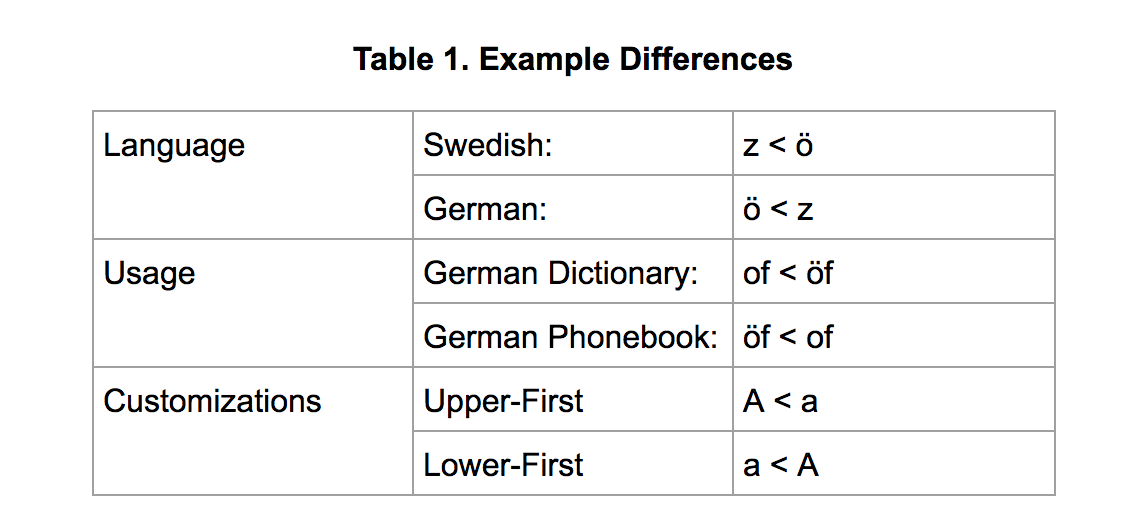 Table 1. Example Differences
Language
Swedish:
z < ö
German:
ö < z
Usage
German Dictionary:
of < öf
German Phonebook:
öf < of
Customizations
Upper-First
A < a
Lower-First
a < A